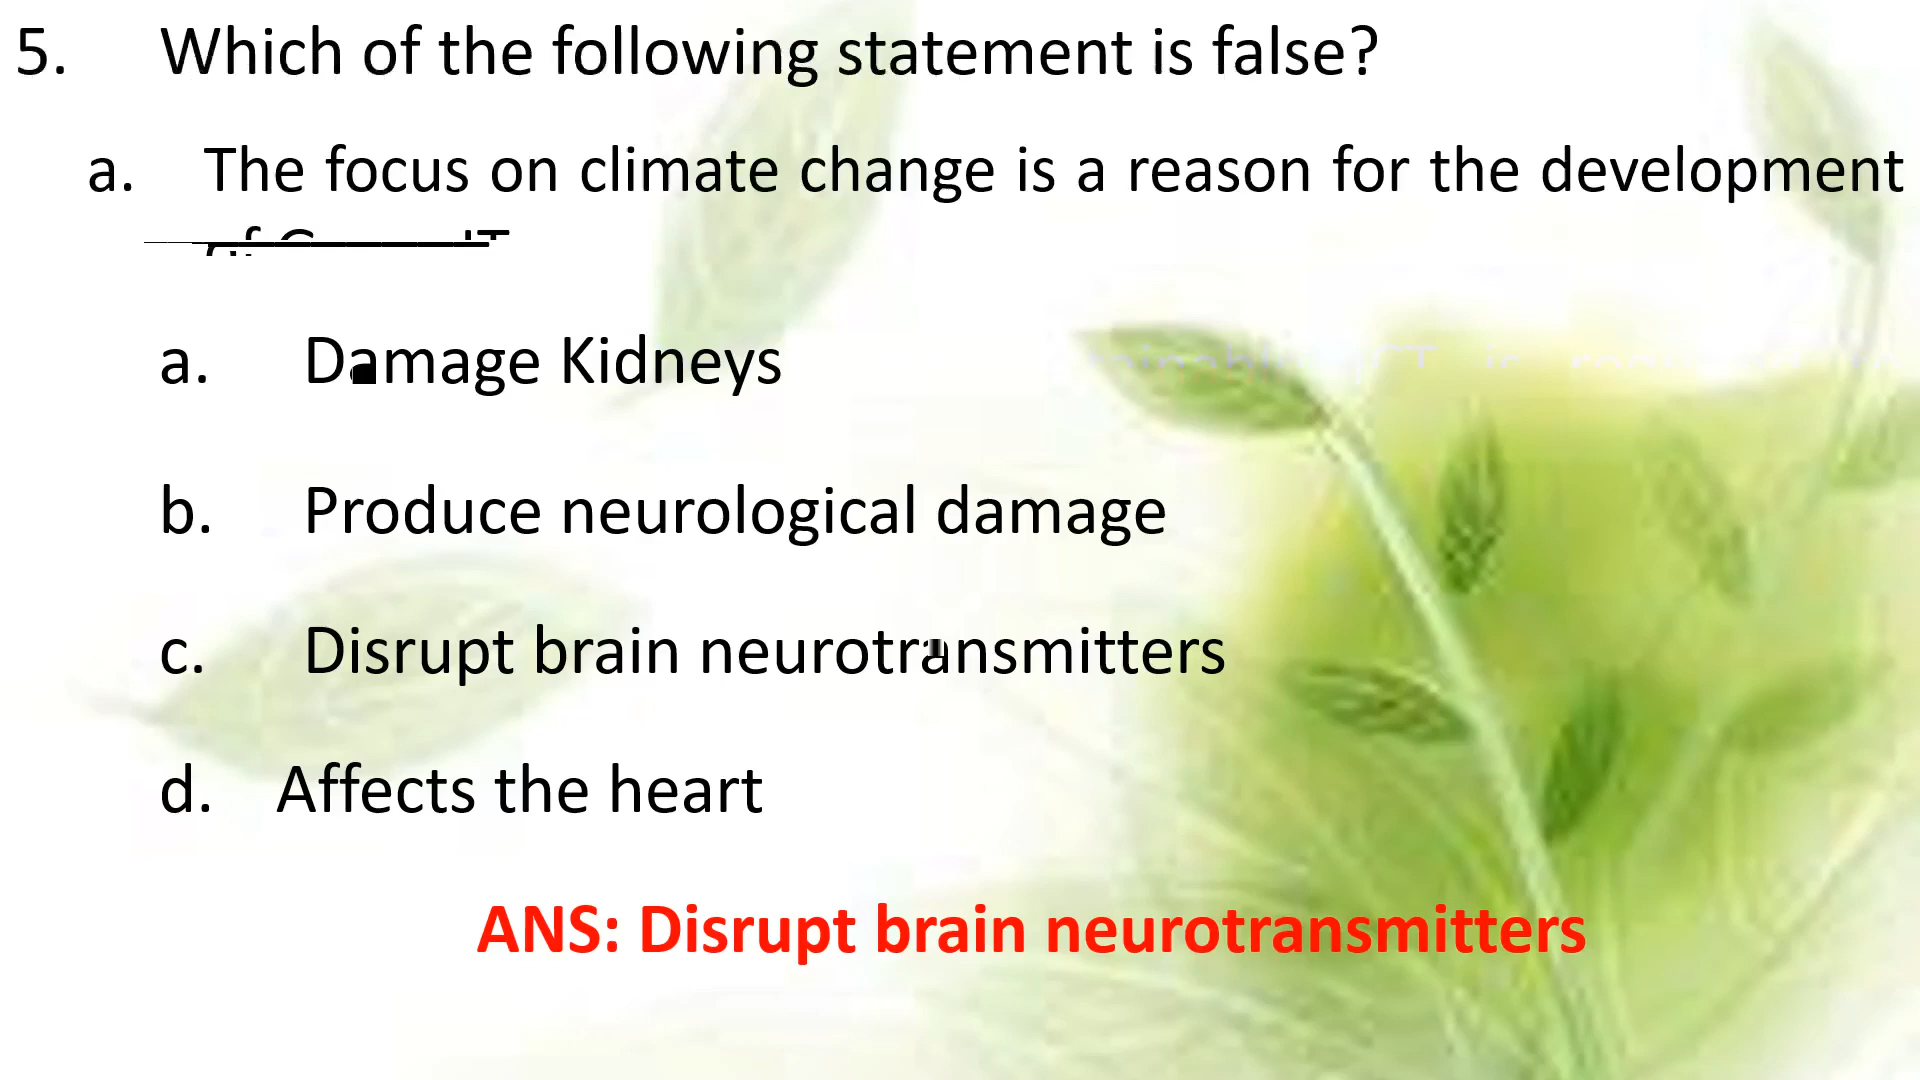 5. Which of the following statement is false?
a. The focus on climate change is a reason for the development
of
a. Damage Kidneys
b. Produce neurological damage
c. Disrupt brain neurotransmitters
d. Affects the heart
ANS: Disrupt brain neurotransmitters